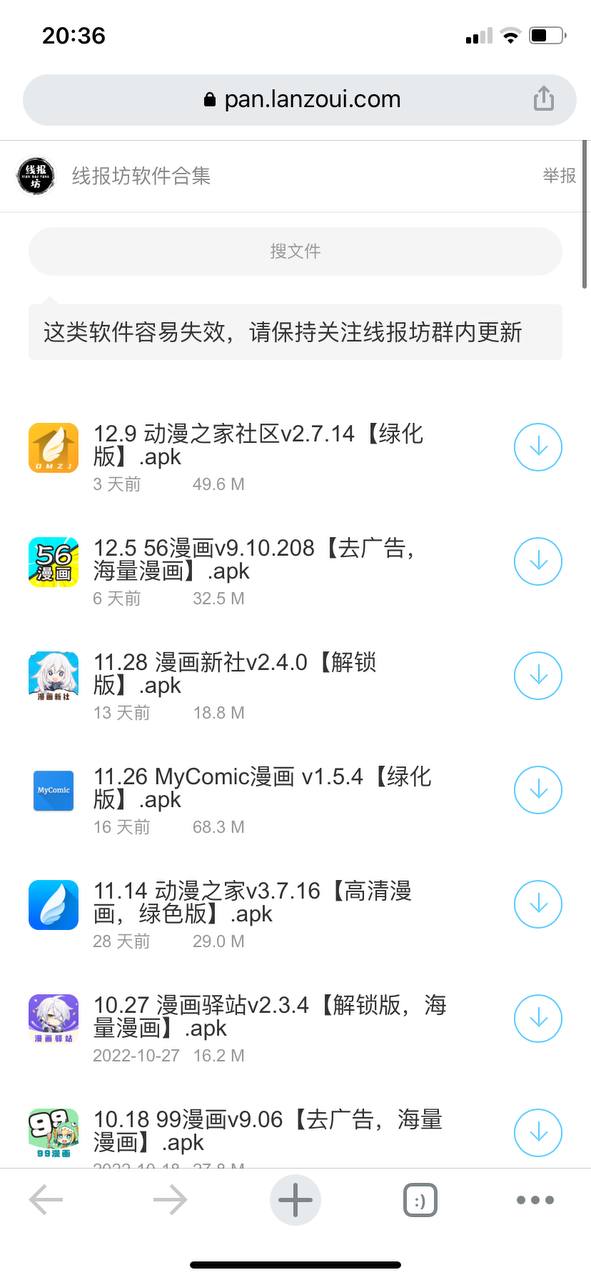 20:36
pan.lanzoui.com
线报坊
线报坊软件合集
举报
搜文件
这类软件容易失效，请保持关注线报坊群内更新
DMZJ
12.9 动漫之家社区v2.7.14【绿化
版】.apk
3 天前 49.6 M
56
漫画
12.5 56漫画v9.10.208【去广告，
海量漫画】.apk
6 天前 32.5 M
漫画新社
11.28 漫画新社v2.4.0【解锁
版】.apk
13 天前 18.8 M
MyComic
11.26 MyComic漫画 v1.5.4【绿化
版】.apk
16 天前 68.3 M
11.14 动漫之家v3.7.16【高清漫
画，绿色版】.apk
28 天前 29.0 M
漫画驿站
10.27 漫画驿站v2.3.4【解锁版，海
量漫画】.apk
2022-10-27 16.2 M
99
99漫画
10.18 99漫画v9.06【去广告，海量
漫画】.apk
2022-10-18 27.8 M
:)